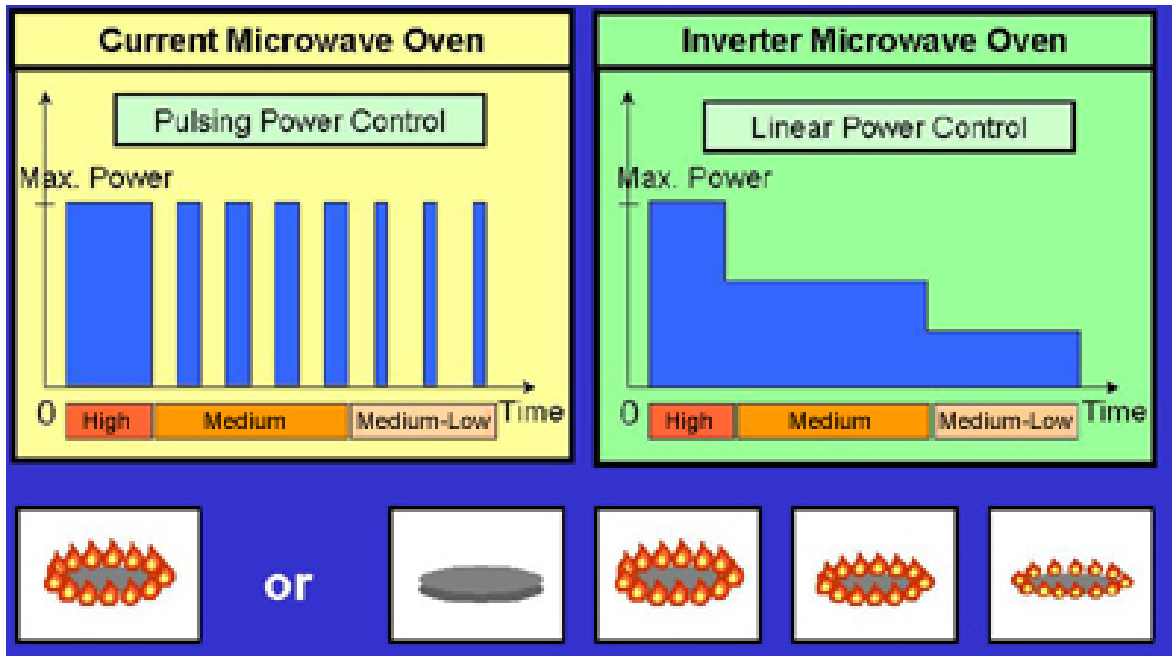 Current Microwave Oven
Pulsing Power Control
Max. Power
0
High
Medium
Medium-Low
Time
Inverter Microwave Oven
Linear Power Control
Max. Power
0
High
Medium
Medium-Low
Time
or